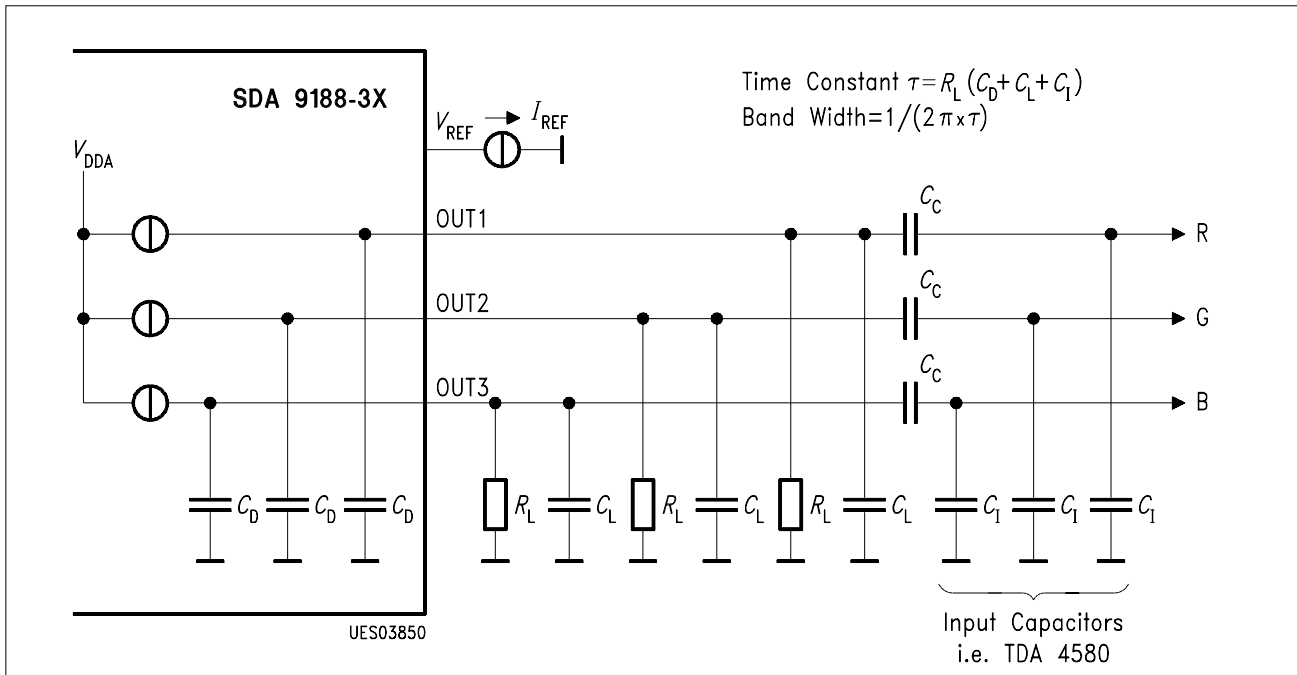 SDA 9188-3X
Time Constant τ=R_L (C_D+C_L+C_I)
Band Width=1/(2π×τ)
V_REF I_REF
V_DDA
C_C
OUT1 R
C_C
OUT2 G
C_C
OUT3 B
C_D C_D C_D R_L C_L R_L C_L R_L C_L C_I C_I C_I
UES03850
Input Capacitors
i.e. TDA 4580